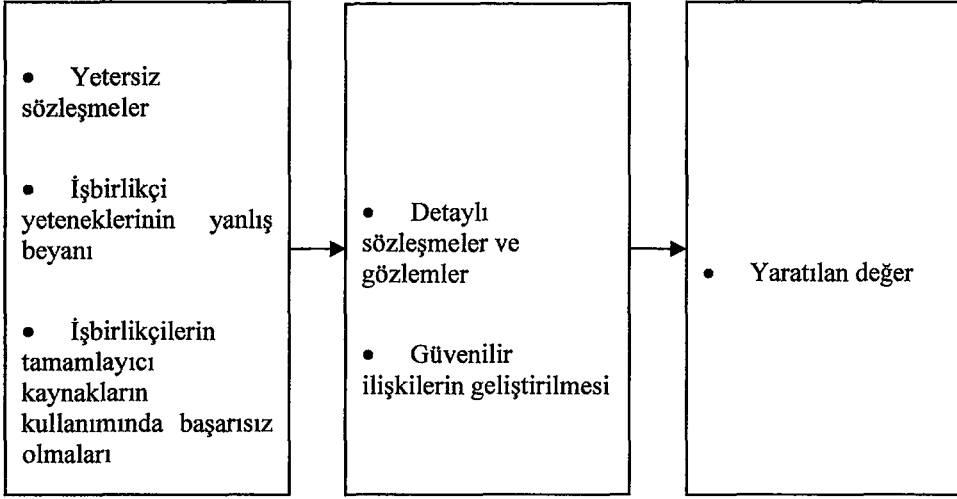 • Yetersiz
sözleşmeler
• İşbirlikçi
yeteneklerinin yanlış
beyanı
• İşbirlikçilerin
tamamlayıcı
kaynakların
kullanımında başarısız
olmaları
• Detaylı
sözleşmeler ve
gözlemler
• Güvenilir
ilişkilerin geliştirilmesi
• Yaratılan değer